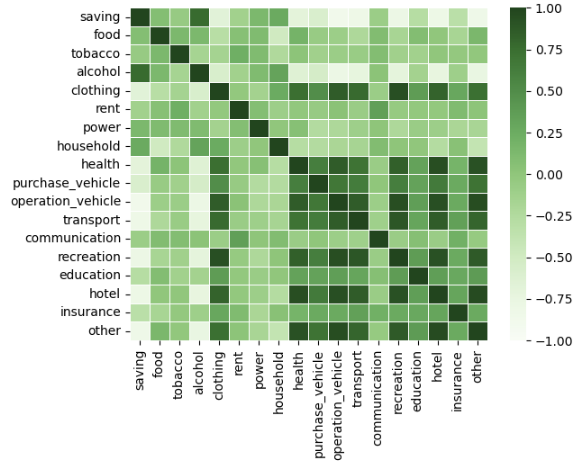 saving
food
tobacco
alcohol
clothing
rent
power
household
health
purchase_vehicle
operation_vehicle
transport
communication
recreation
education
hotel
insurance
other
saving
food
tobacco
alcohol
clothing
rent
power
household
health
purchase_vehicle
operation_vehicle
transport
communication
recreation
education
hotel
insurance
other
1.00
0.75
0.50
0.25
0.00
−0.25
−0.50
−0.75
−1.00